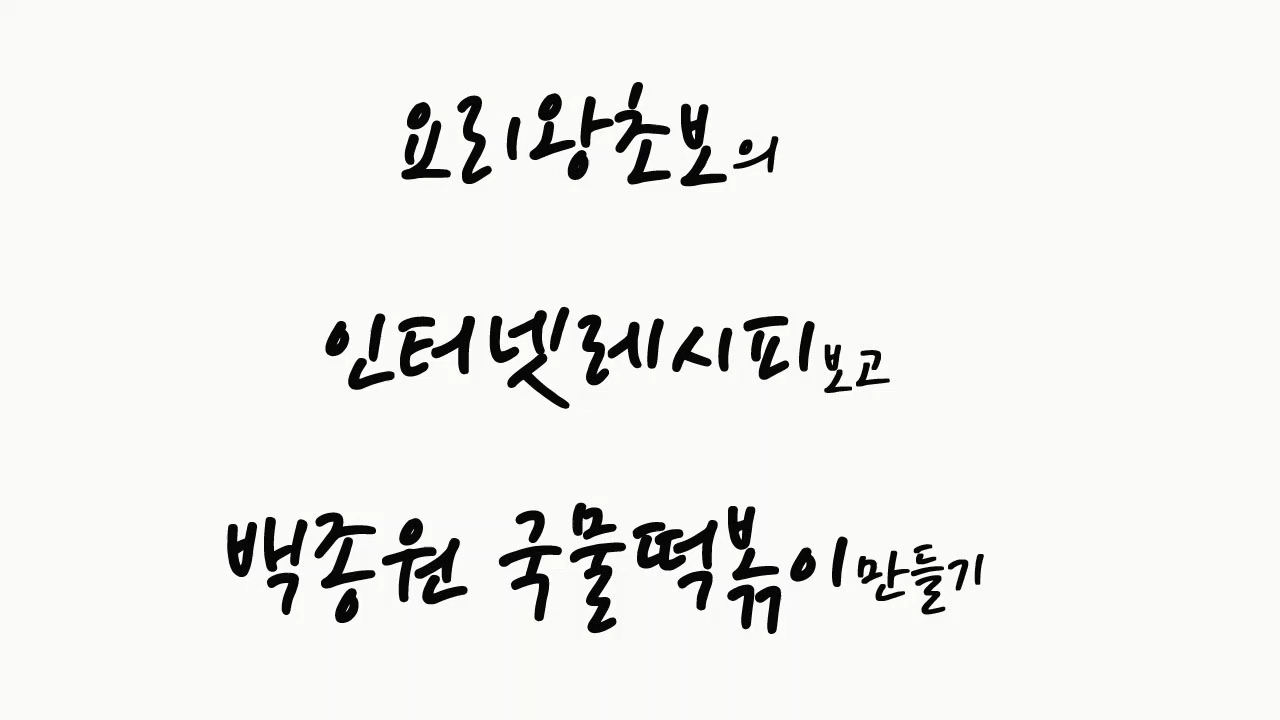 요리왕초보의
인터넷레시피보고
백종원 국물떡볶이만들기